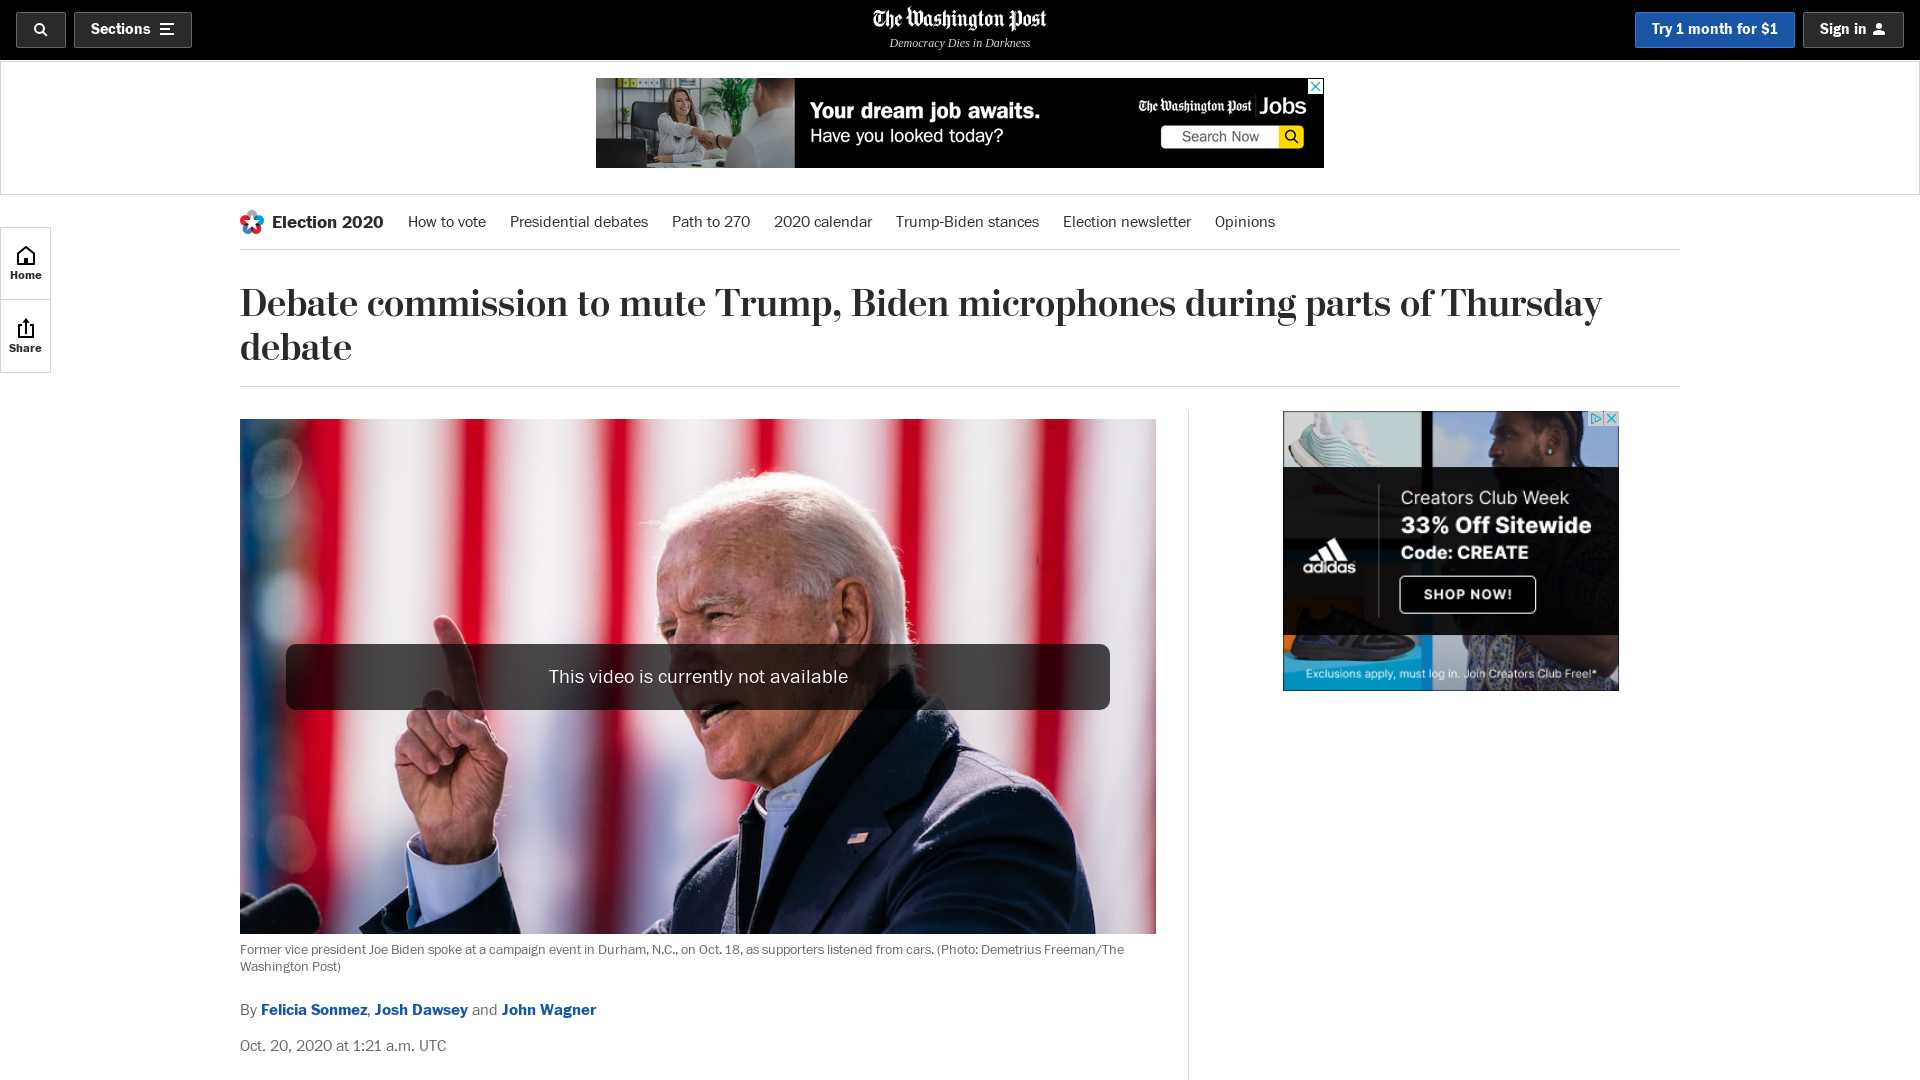 Sections
The Washington Post
Democracy Dies in Darkness
Try 1 month for $1
Sign in
Your dream job awaits.
Have you looked today?
The Washington Post Jobs
Search Now
Election 2020
How to vote
Presidential debates
Path to 270
2020 calendar
Trump-Biden stances
Election newsletter
Opinions
Home
Share
Debate commission to mute Trump, Biden microphones during parts of Thursday
debate
This video is currently not available
Former vice president Joe Biden spoke at a campaign event in Durham, N.C., on Oct. 18, as supporters listened from cars. (Photo: Demetrius Freeman/The
Washington Post)
By Felicia Sonmez, Josh Dawsey and John Wagner
Oct. 20, 2020 at 1:21 a.m. UTC
Creators Club Week
33% Off Sitewide
Code: CREATE
adidas
SHOP NOW!
Exclusions apply, must log in. Join Creators Club Free!*